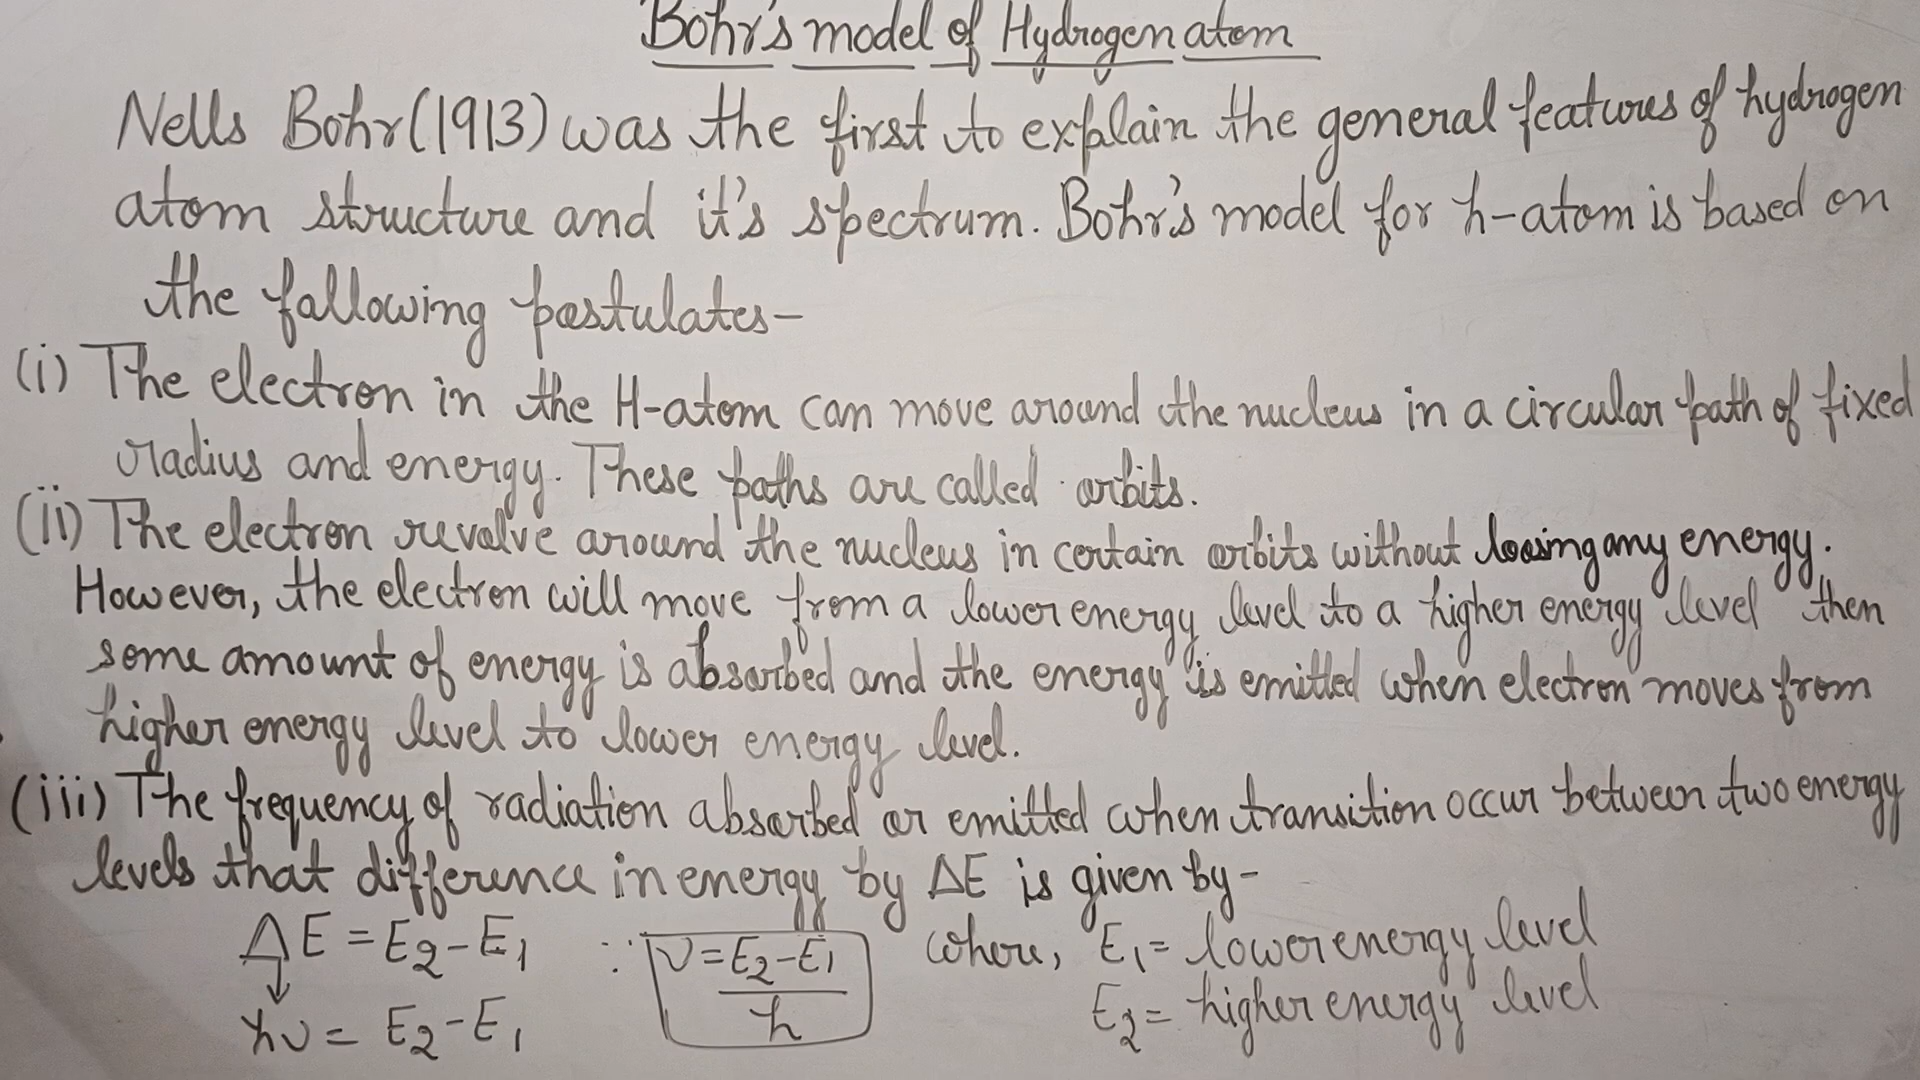 Bohr's model of Hydrogen atom
Nells Bohr (1913) was the first to explain the general features of hydrogen
atom structure and it's spectrum. Bohr's model for h-atom is based on
the fallowing postulates-
(i) The electron in the H-atom can move around the nucleus in a circular path of fixed
radius and energy. These paths are called orbits.
(ii) The electron revolve around the nucleus in certain orbits without loosing any energy.
However, the electron will move from a lower energy level to a higher energy level then
some amount of energy is absorbed and the energy is emitted when electron moves from
higher energy level to lower energy level.
(iii) The frequency of radiation absorbed or emitted when transition occur between two energy
levels that difference in energy by ΔE is given by-
ΔE = E₂-E₁ ∵ ν = E₂-E₁/h where, E₁ = lower energy level
↓
hν = E₂-E₁ E₂ = higher energy level